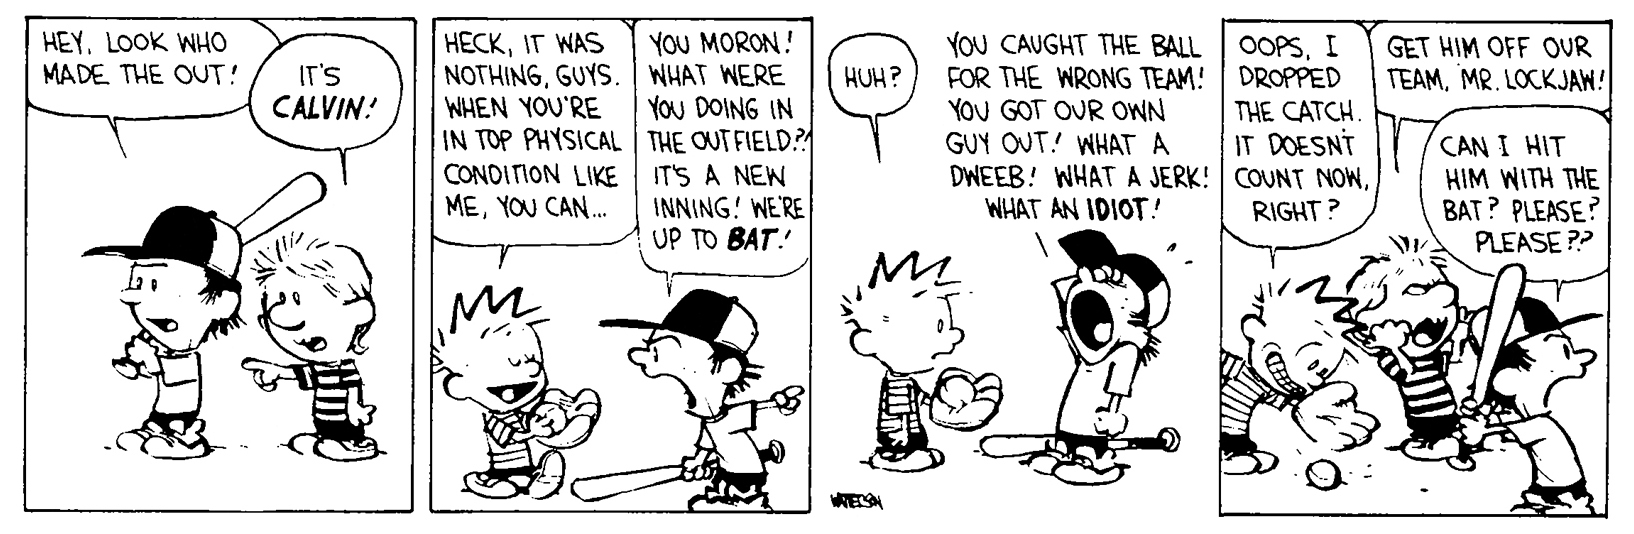 HEY, LOOK WHO
MADE THE OUT!
IT'S
CALVIN!
HECK, IT WAS
NOTHING, GUYS.
WHEN YOU'RE
IN TOP PHYSICAL
CONDITION LIKE
ME, YOU CAN...
YOU MORON!
WHAT WERE
YOU DOING IN
THE OUTFIELD?!
IT'S A NEW
INNING! WE'RE
UP TO BAT!
HUH?
YOU CAUGHT THE BALL
FOR THE WRONG TEAM!
YOU GOT OUR OWN
GUY OUT! WHAT A
DWEEB! WHAT A JERK!
WHAT AN IDIOT!
WATTERSON
OOPS, I
DROPPED
THE CATCH.
IT DOESN'T
COUNT NOW,
RIGHT?
GET HIM OFF OUR
TEAM, MR. LOCKJAW!
CAN I HIT
HIM WITH THE
BAT? PLEASE?
PLEASE??